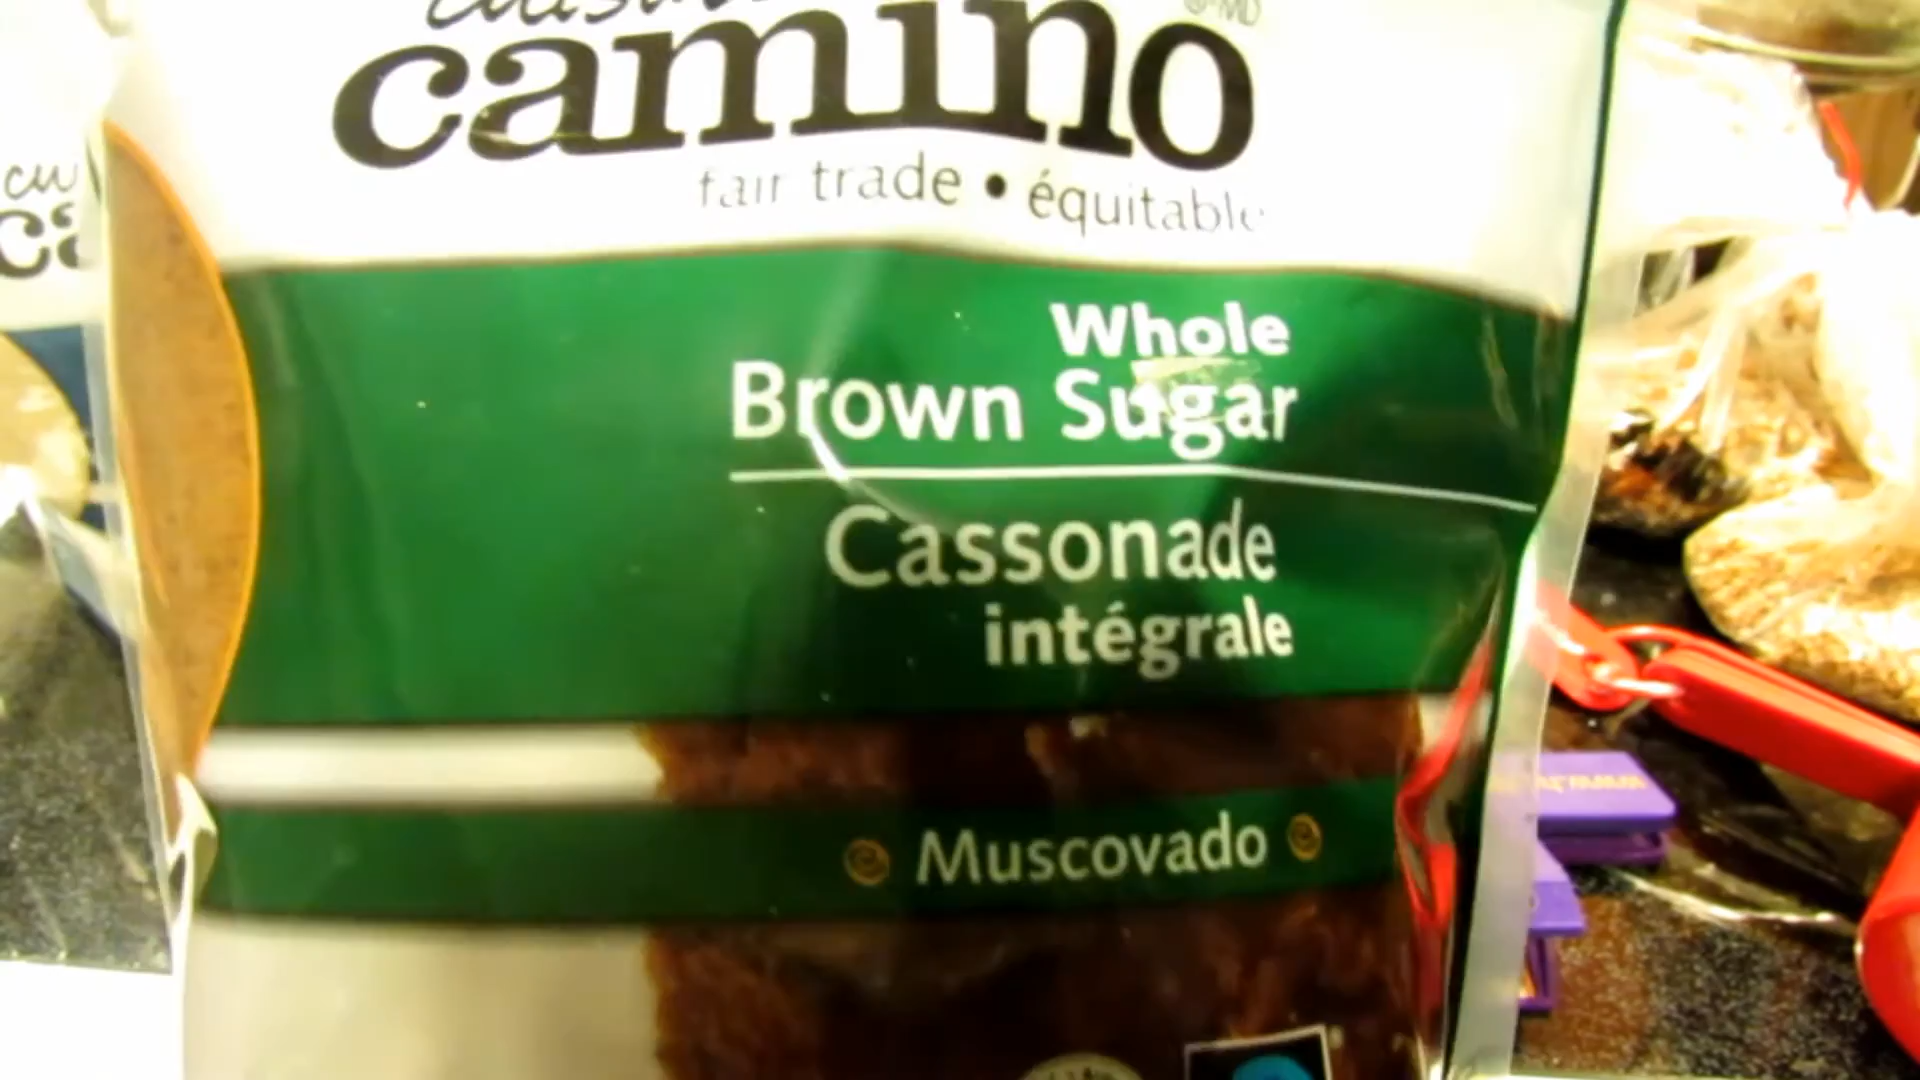 camino
fair trade • équitable
Whole
Brown Sugar
Cassonade
intégrale
Muscovado